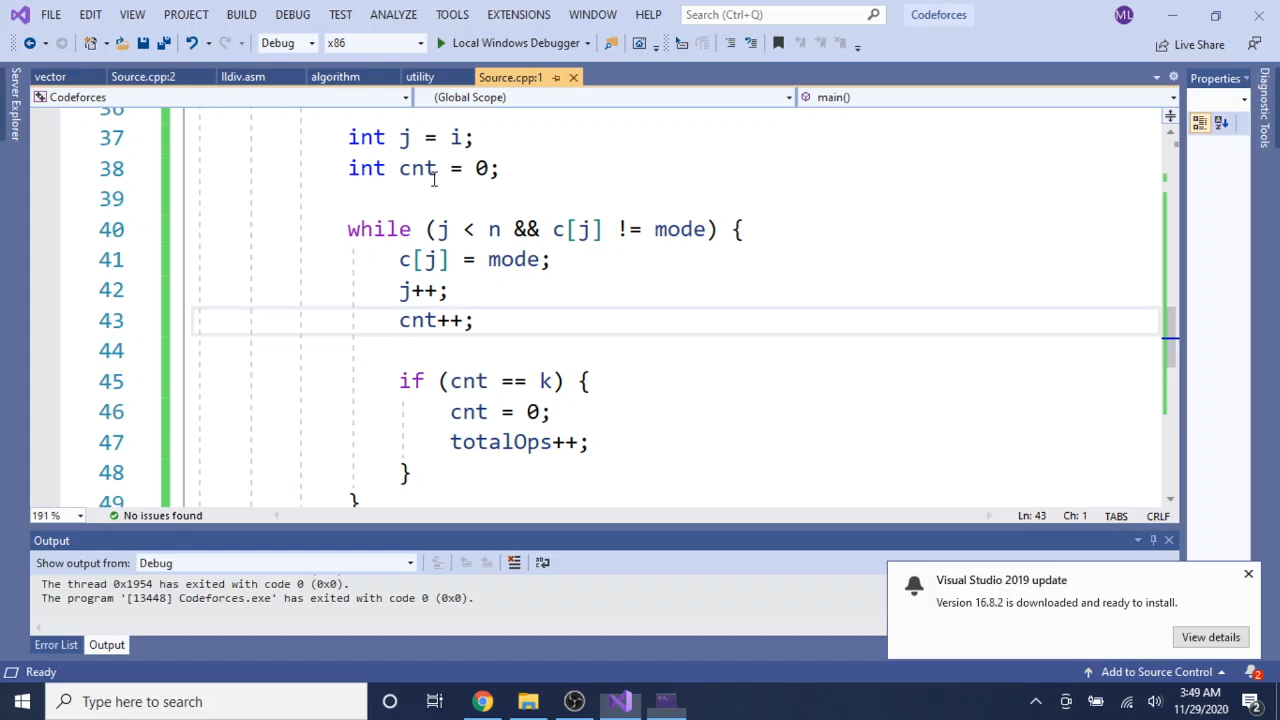 FILE EDIT VIEW PROJECT BUILD DEBUG TEST ANALYZE TOOLS EXTENSIONS WINDOW HELP Search (Ctrl+Q) Codeforces ML
Debug x86 Local Windows Debugger Live Share
vector Source.cpp:2 lldiv.asm algorithm utility Source.cpp:1 Properties
Codeforces (Global Scope) main()
Server Explorer
Diagnostic Tools
36
37 int j = i;
38 int cnt = 0;
39
40 while (j < n && c[j] != mode) {
41 c[j] = mode;
42 j++;
43 cnt++;
44
45 if (cnt == k) {
46 cnt = 0;
47 totalOps++;
48 }
49 }
191 % No issues found Ln: 43 Ch: 1 TABS CRLF
Output
Show output from: Debug
The thread 0x1954 has exited with code 0 (0x0).
The program '[13448] Codeforces.exe' has exited with code 0 (0x0).
Visual Studio 2019 update
Version 16.8.2 is downloaded and ready to install.
View details
Error List Output
Ready Add to Source Control 2
Type here to search
3:49 AM
11/29/2020
2